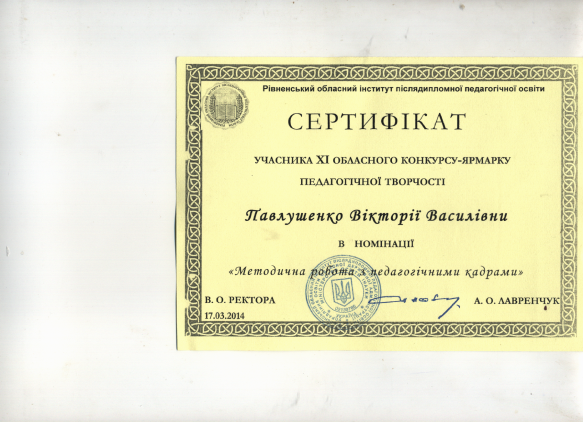 Рівненський обласний інститут післядипломної педагогічної освіти
СЕРТИФІКАТ
УЧАСНИКА XI ОБЛАСНОГО КОНКУРСУ-ЯРМАРКУ
ПЕДАГОГІЧНОЇ ТВОРЧОСТІ
Павлушенко Вікторії Василівни
В НОМІНАЦІЇ
«Методична робота з педагогічними кадрами»
В. О. РЕКТОРА
А. О. ЛАВРЕНЧУК
17.03.2014